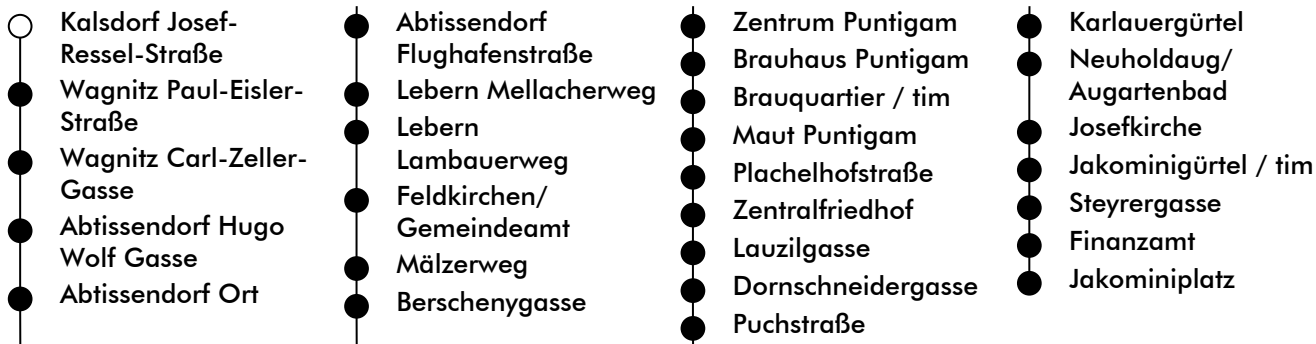 Kalsdorf Josef-
Ressel-Straße
Wagnitz Paul-Eisler-
Straße
Wagnitz Carl-Zeller-
Gasse
Abtissendorf Hugo
Wolf Gasse
Abtissendorf Ort
Abtissendorf
Flughafenstraße
Lebern Mellacherweg
Lebern
Lambauerweg
Feldkirchen/
Gemeindeamt
Mälzerweg
Berschenygasse
Zentrum Puntigam
Brauhaus Puntigam
Brauquartier / tim
Maut Puntigam
Plachelhofstraße
Zentralfriedhof
Lauzilgasse
Dornschneidergasse
Puchstraße
Karlauergürtel
Neuholdaug/
Augartenbad
Josefkirche
Jakominigürtel / tim
Steyrergasse
Finanzamt
Jakominiplatz